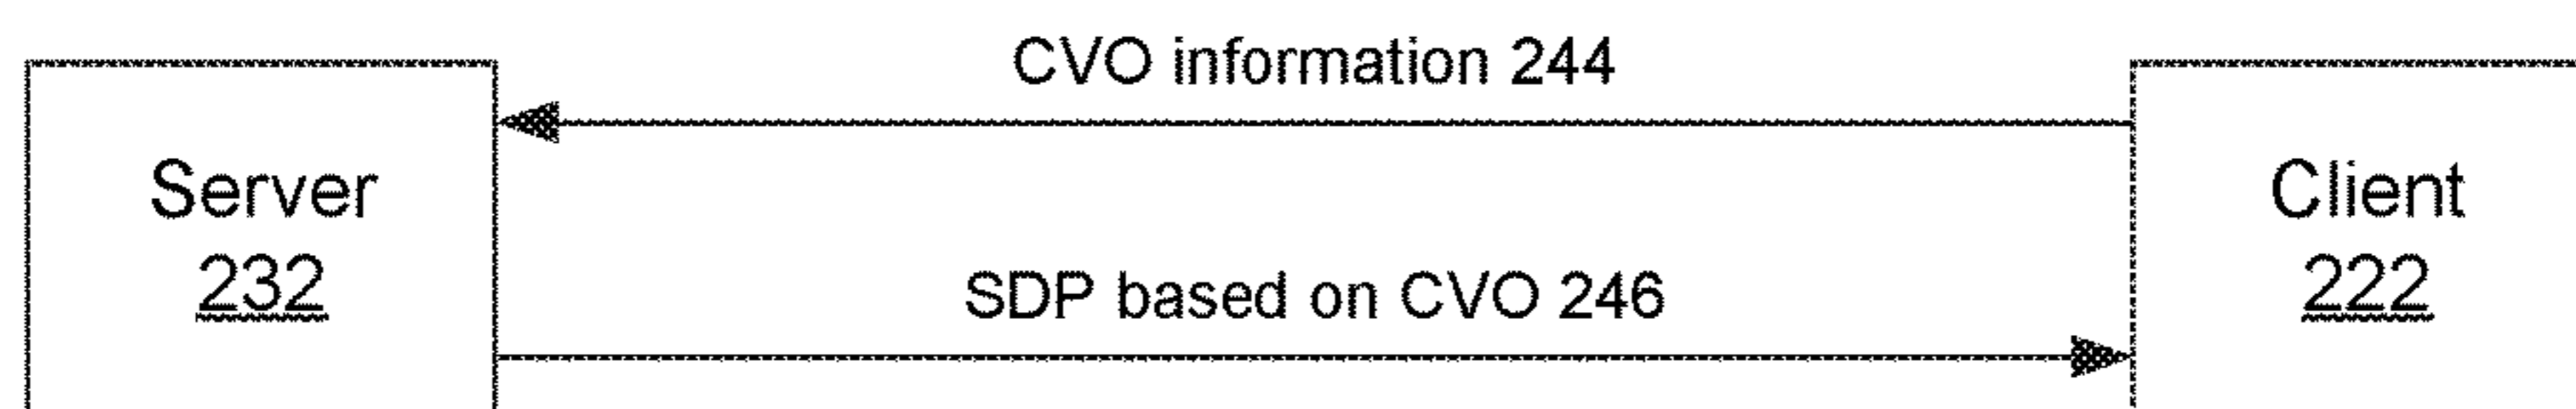 CVO information 244
Server
232
Client
222
SDP based on CVO 246